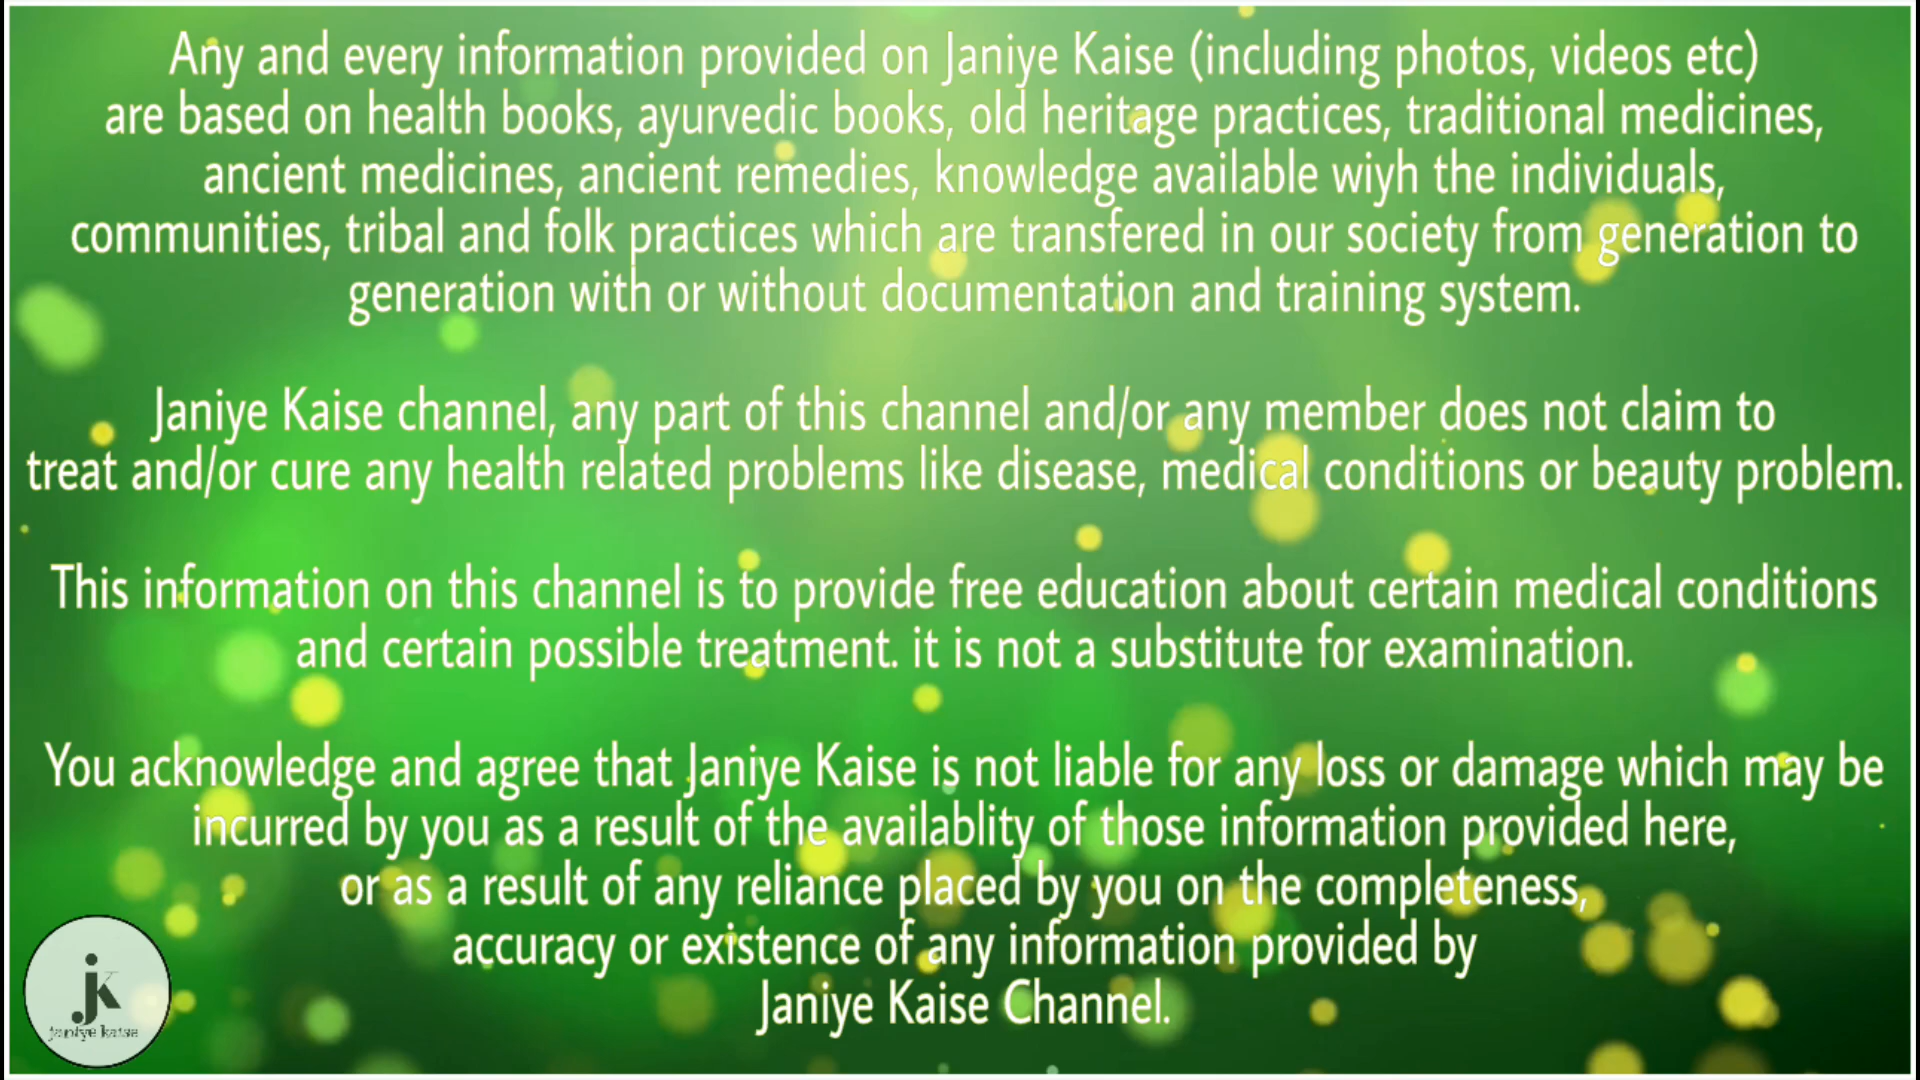 Any and every information provided on Janiye Kaise (including photos, videos etc)
are based on health books, ayurvedic books, old heritage practices, traditional medicines,
ancient medicines, ancient remedies, knowledge available wiyh the individuals,
communities, tribal and folk practices which are transfered in our society from generation to
generation with or without documentation and training system.
Janiye Kaise channel, any part of this channel and/or any member does not claim to
treat and/or cure any health related problems like disease, medical conditions or beauty problem.
This information on this channel is to provide free education about certain medical conditions
and certain possible treatment. it is not a substitute for examination.
You acknowledge and agree that Janiye Kaise is not liable for any loss or damage which may be
incurred by you as a result of the availablity of those information provided here,
or as a result of any reliance placed by you on the completeness,
accuracy or existence of any information provided by
Janiye Kaise Channel.
jK
janiye kaise